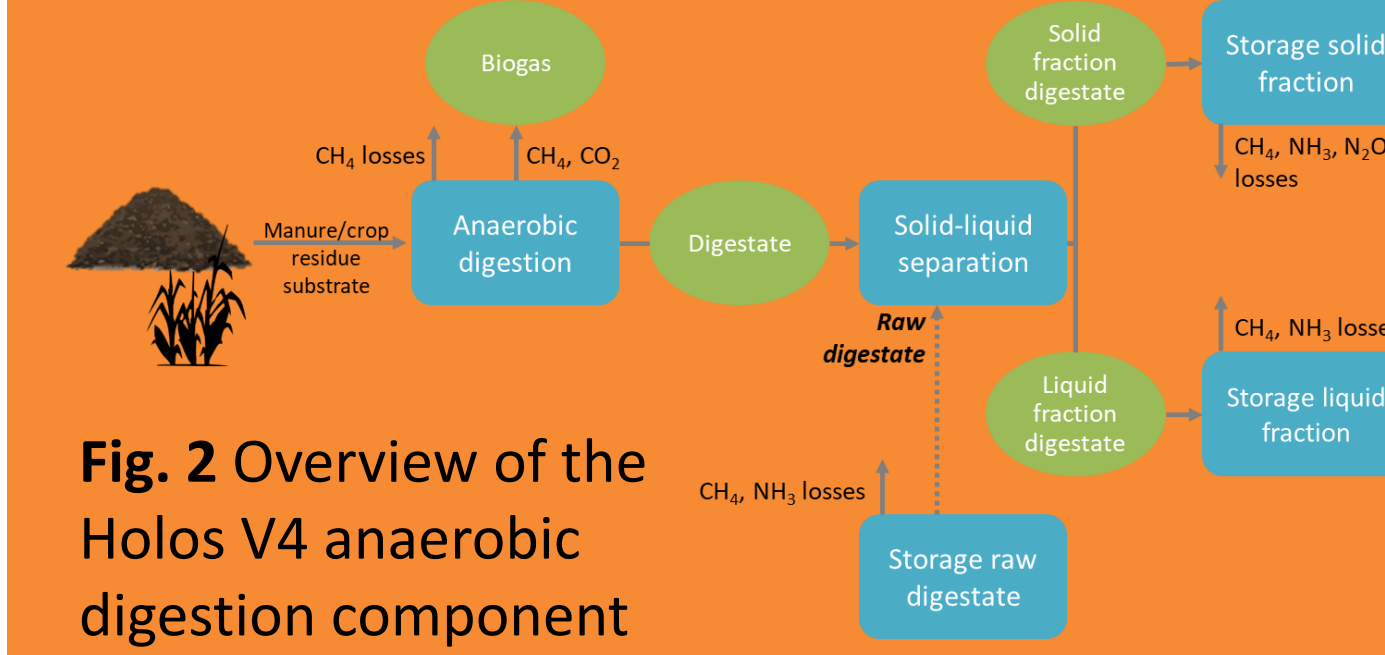 Biogas
Solid
fraction
digestate
Storage solid
fraction
CH₄ losses
CH₄, CO₂
CH₄, NH₃, N₂O
losses
Manure/crop
residue
substrate
Anaerobic
digestion
Digestate
Solid-liquid
separation
Raw
digestate
CH₄, NH₃ losse
Liquid
fraction
digestate
Storage liquid
fraction
CH₄, NH₃ losses
Storage raw
digestate
Fig. 2 Overview of the
Holos V4 anaerobic
digestion component